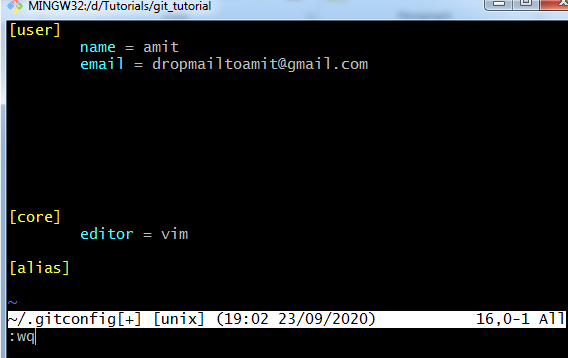 MINGW32:/d/Tutorials/git_tutorial
[user]
name = amit
email = dropmailtoamit@gmail.com
[core]
editor = vim
[alias]
~
~/.gitconfig[+] [unix] (19:02 23/09/2020) 16,0-1 All
:wq